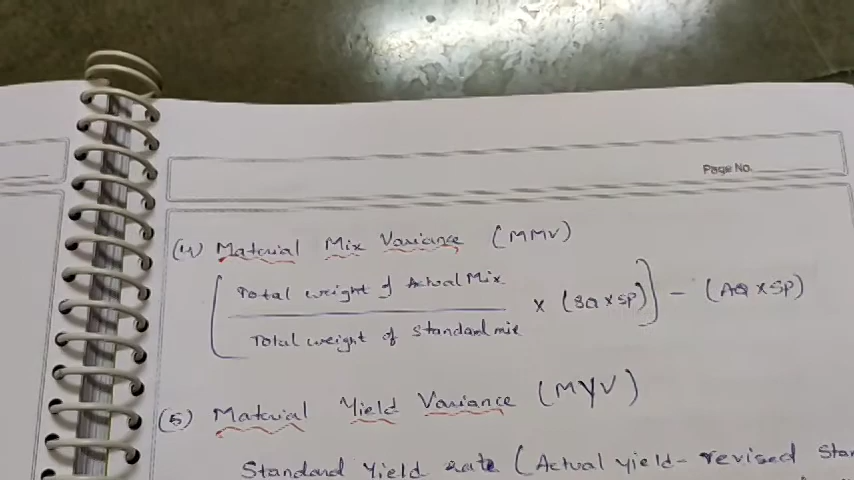 Page No.
(4) Material Mix Variance (MMV)
[Total weight of Actual Mix
Total weight of Standard mix
× (SQ × SP)] - (AQ × SP)
(5) Material Yield Variance (MYV)
Standard Yield rate (Actual yield - revised Stan